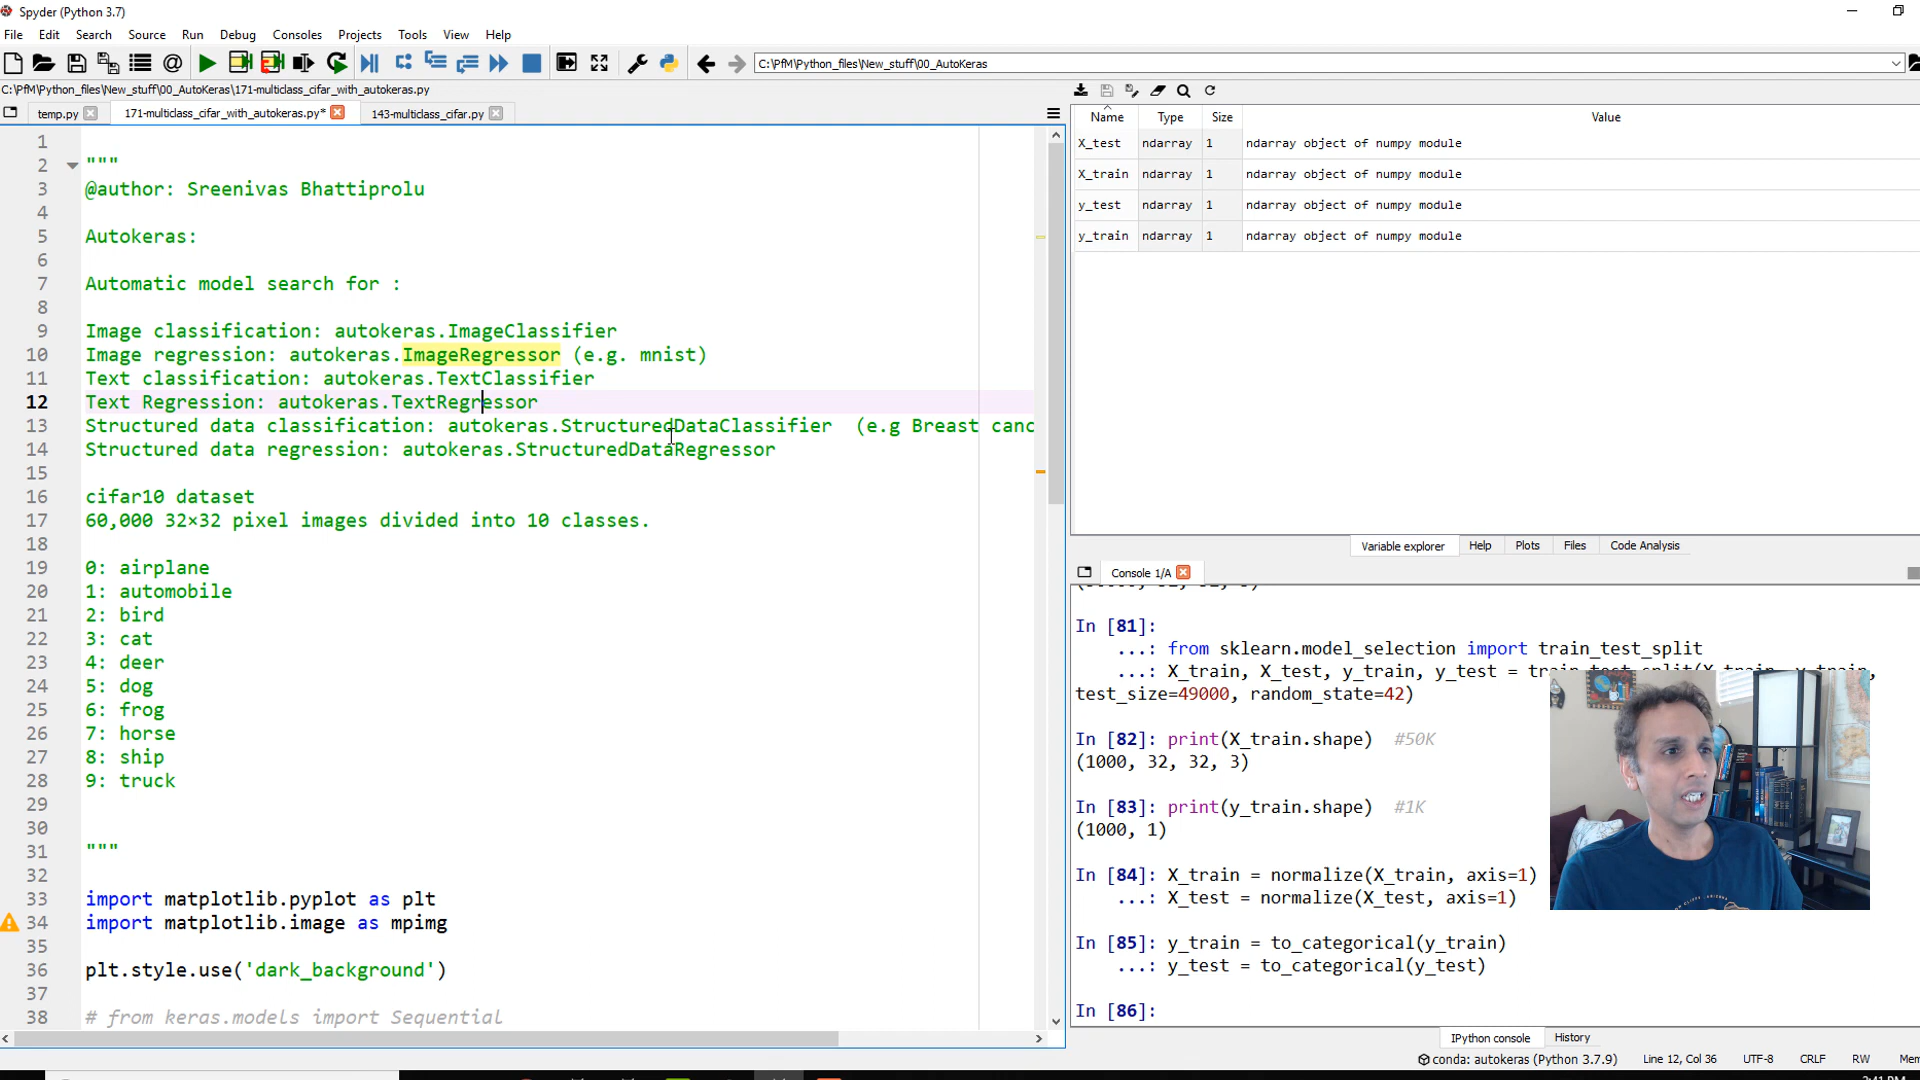 Spyder (Python 3.7)
File Edit Search Source Run Debug Consoles Projects Tools View Help
C:\PfM\Python_files\New_stuff\00_AutoKeras
C:\PfM\Python_files\New_stuff\00_AutoKeras\171-multiclass_cifar_with_autokeras.py
temp.py 171-multiclass_cifar_with_autokeras.py* 143-multiclass_cifar.py
1
2 """
3 @author: Sreenivas Bhattiprolu
4
5 Autokeras:
6
7 Automatic model search for :
8
9 Image classification: autokeras.ImageClassifier
10 Image regression: autokeras.ImageRegressor (e.g. mnist)
11 Text classification: autokeras.TextClassifier
12 Text Regression: autokeras.TextRegressor
13 Structured data classification: autokeras.StructuredDataClassifier (e.g Breast canc
14 Structured data regression: autokeras.StructuredDataRegressor
15
16 cifar10 dataset
17 60,000 32×32 pixel images divided into 10 classes.
18
19 0: airplane
20 1: automobile
21 2: bird
22 3: cat
23 4: deer
24 5: dog
25 6: frog
26 7: horse
27 8: ship
28 9: truck
29
30
31 """
32
33 import matplotlib.pyplot as plt
34 import matplotlib.image as mpimg
35
36 plt.style.use('dark_background')
37
38 # from keras.models import Sequential
Name Type Size Value
X_test ndarray 1 ndarray object of numpy module
X_train ndarray 1 ndarray object of numpy module
y_test ndarray 1 ndarray object of numpy module
y_train ndarray 1 ndarray object of numpy module
Variable explorer Help Plots Files Code Analysis
Console 1/A
In [81]:
...: from sklearn.model_selection import train_test_split
...: X_train, X_test, y_train, y_test = train_test_split(X_train, y_train,
test_size=49000, random_state=42)
In [82]: print(X_train.shape) #50K
(1000, 32, 32, 3)
In [83]: print(y_train.shape) #1K
(1000, 1)
In [84]: X_train = normalize(X_train, axis=1)
...: X_test = normalize(X_test, axis=1)
In [85]: y_train = to_categorical(y_train)
...: y_test = to_categorical(y_test)
In [86]:
IPython console History
conda: autokeras (Python 3.7.9) Line 12, Col 36 UTF-8 CRLF RW Mem